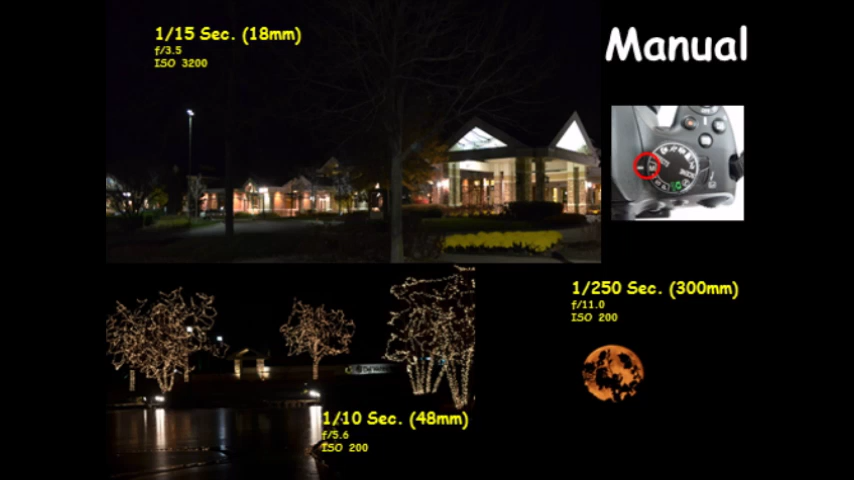 1/15 Sec. (18mm)
f/3.5
ISO 3200
Manual
1/250 Sec. (300mm)
f/11.0
ISO 200
1/10 Sec. (48mm)
f/5.6
ISO 200